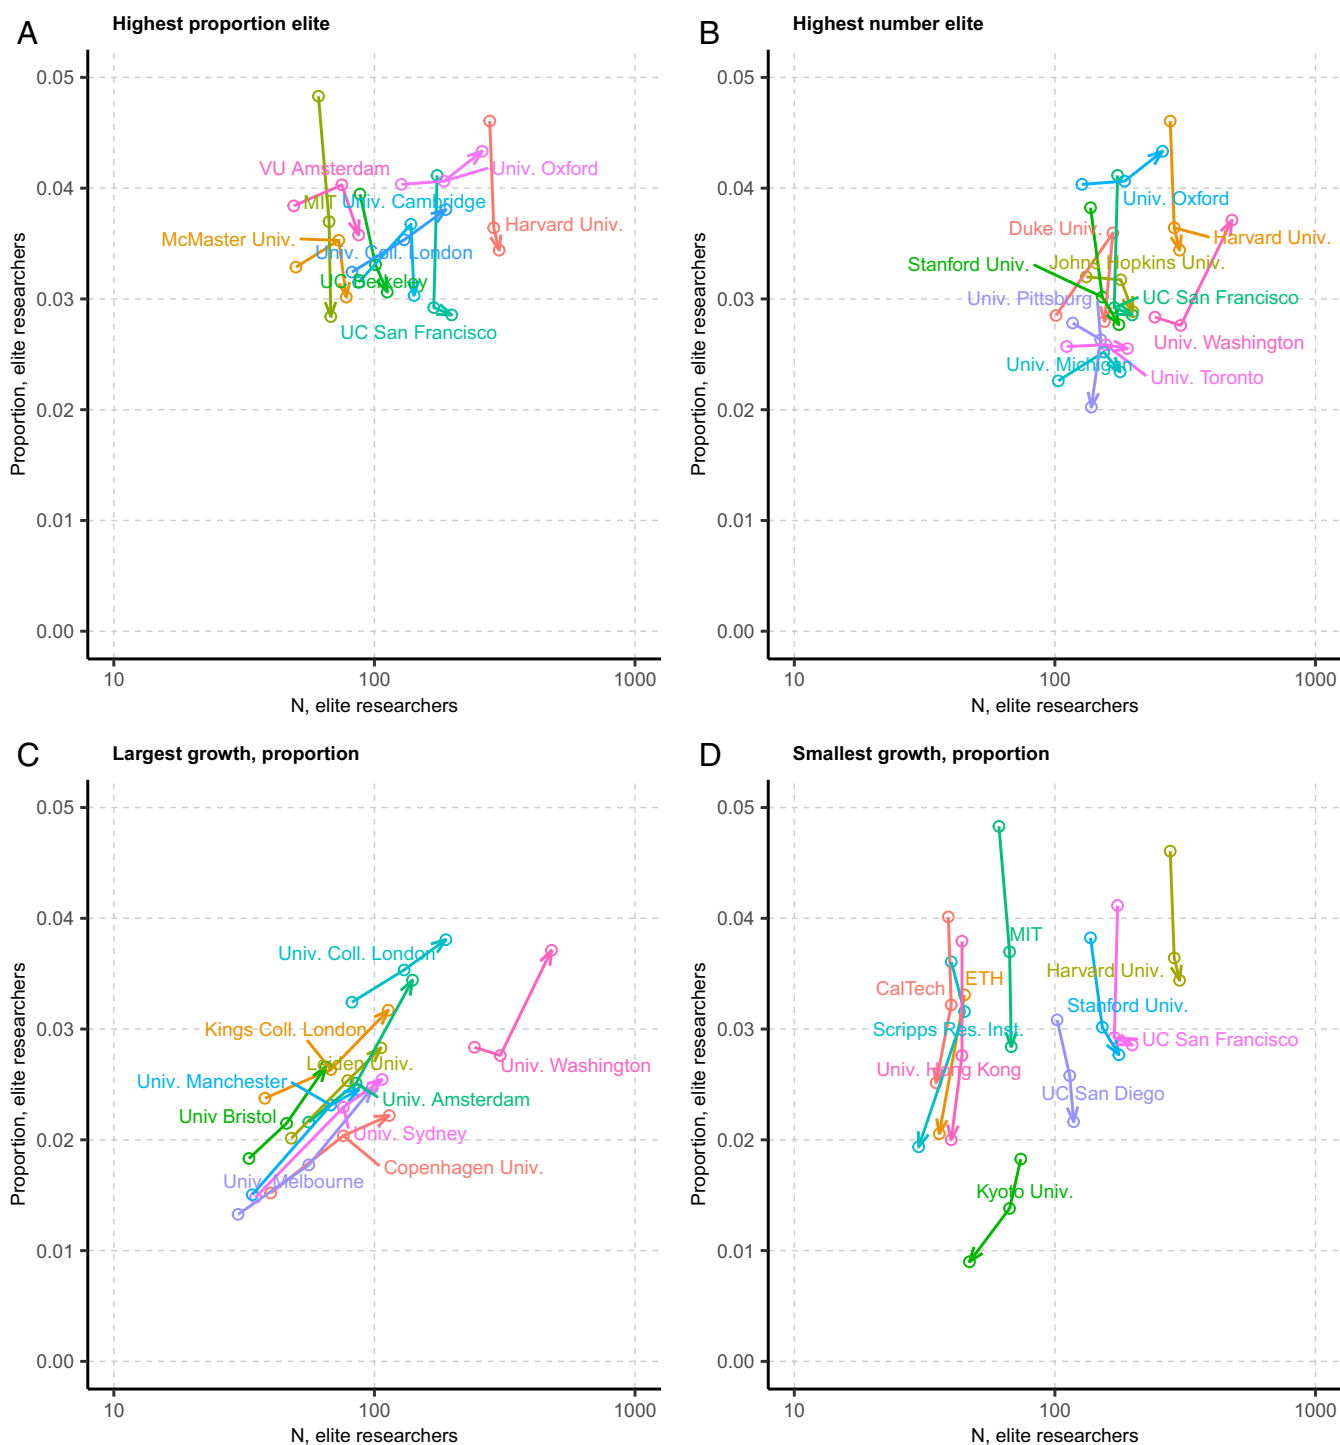 A
Highest proportion elite
Proportion, elite researchers
0.05
0.04
0.03
0.02
0.01
0.00
VU Amsterdam
Univ. Oxford
MIT
Univ. Cambridge
Harvard Univ.
McMaster Univ.
Univ. Coll. London
UC Berkeley
UC San Francisco
10
100
1000
N, elite researchers
B
Highest number elite
Proportion, elite researchers
0.05
0.04
0.03
0.02
0.01
0.00
Univ. Oxford
Duke Univ.
Harvard Univ.
Stanford Univ.
Johns Hopkins Univ.
Univ. Pittsburg
UC San Francisco
Univ. Washington
Univ. Michigan
Univ. Toronto
10
100
1000
N, elite researchers
C
Largest growth, proportion
Proportion, elite researchers
0.05
0.04
0.03
0.02
0.01
0.00
Univ. Coll. London
Kings Coll. London
Leiden Univ.
Univ. Washington
Univ. Manchester
Univ. Amsterdam
Univ Bristol
Univ. Sydney
Copenhagen Univ.
Univ. Melbourne
10
100
1000
N, elite researchers
D
Smallest growth, proportion
Proportion, elite researchers
0.05
0.04
0.03
0.02
0.01
0.00
MIT
Harvard Univ.
ETH
CalTech
Stanford Univ.
Scripps Res. Inst.
UC San Francisco
Univ. Hong Kong
UC San Diego
Kyoto Univ.
10
100
1000
N, elite researchers